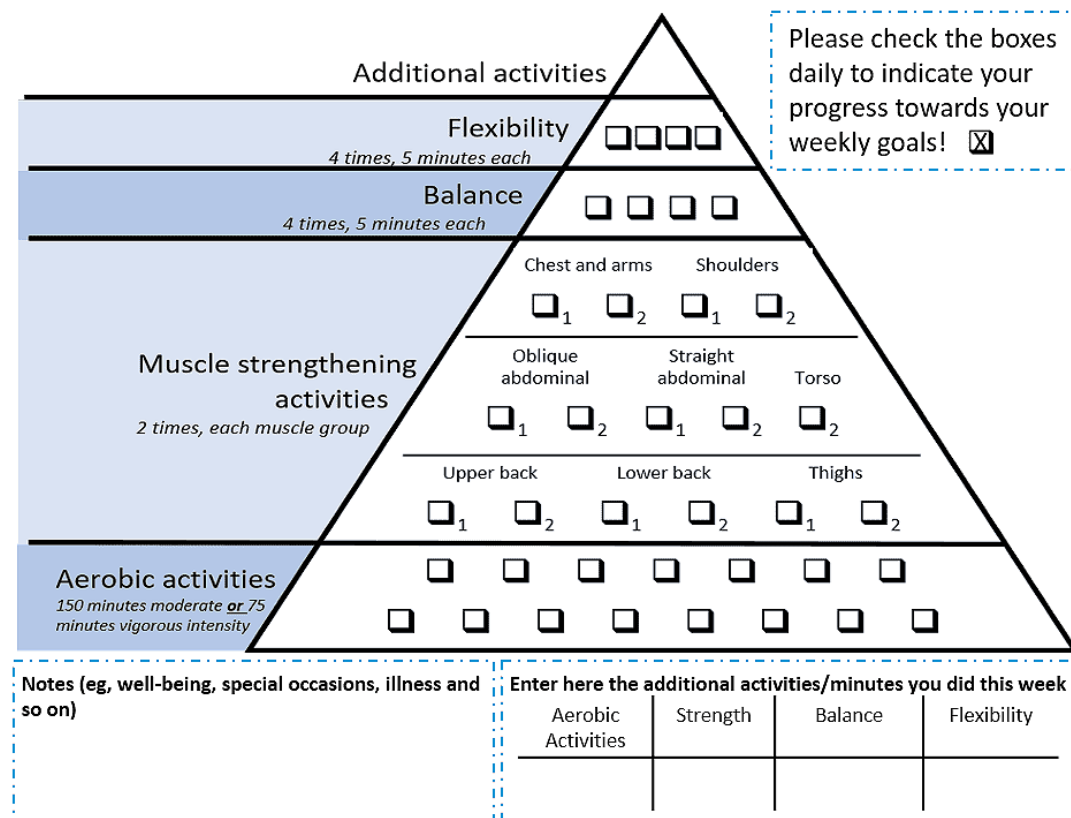 Please check the boxes
daily to indicate your
progress towards your
weekly goals! X
Additional activities
Flexibility
4 times, 5 minutes each
Balance
4 times, 5 minutes each
Chest and arms Shoulders
1 2 1 2
Muscle strengthening
activities
2 times, each muscle group
Oblique
abdominal
Straight
abdominal
Torso
1 2 1 2 2
Upper back Lower back Thighs
1 2 1 2 1 2
Aerobic activities
150 minutes moderate or 75
minutes vigorous intensity
Notes (eg, well-being, special occasions, illness and
so on)
Enter here the additional activities/minutes you did this week
Aerobic
Activities
Strength
Balance
Flexibility